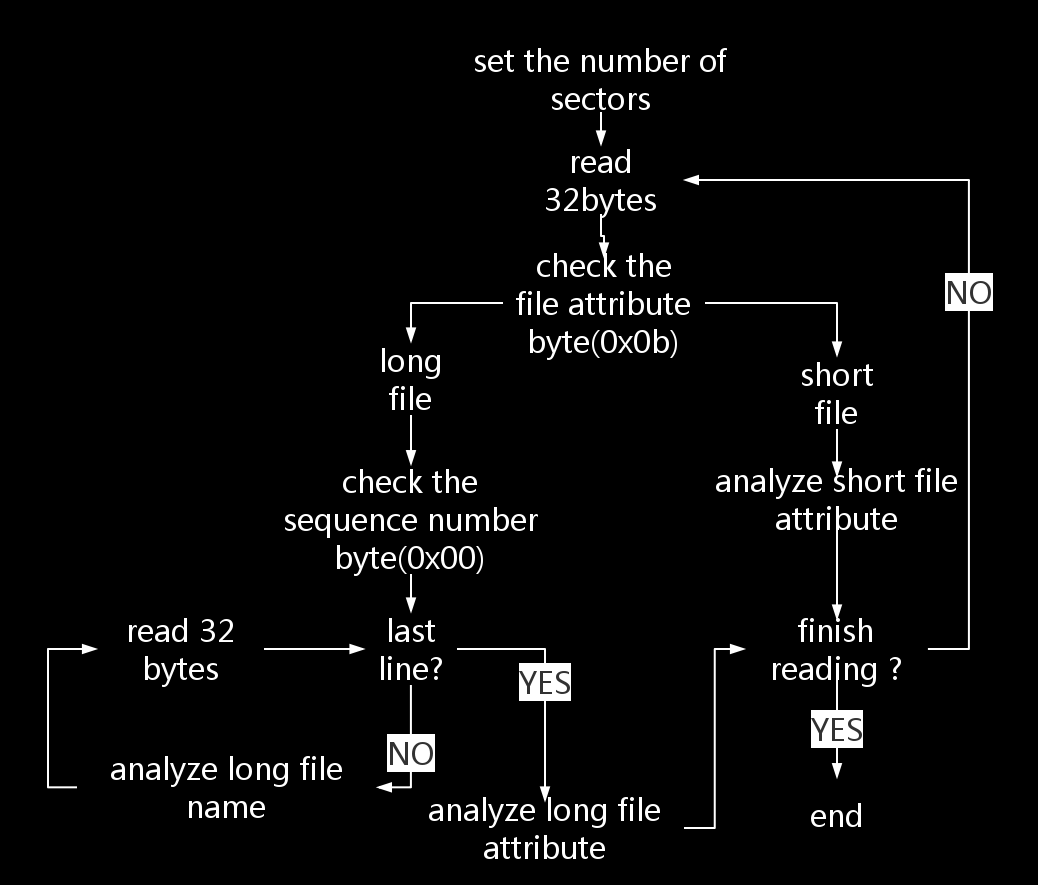 set the number of
sectors
read
32bytes
check the
file attribute
byte(0x0b)
NO
long
file
short
file
check the
sequence number
byte(0x00)
analyze short file
attribute
read 32
bytes
last
line?
finish
reading ?
YES
NO
YES
analyze long file
name
analyze long file
attribute
end